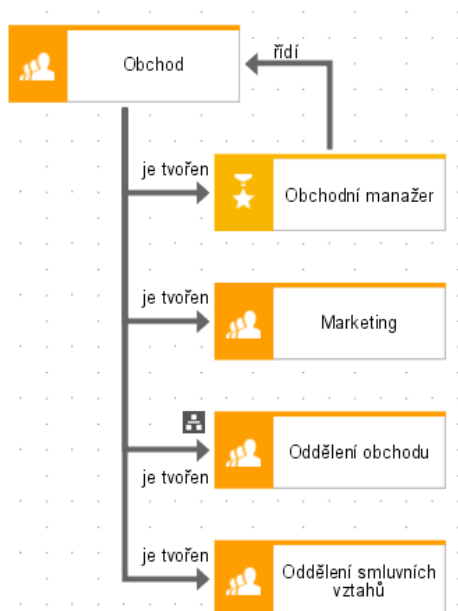 řídí
Obchod
je tvořen
Obchodní manažer
je tvořen
Marketing
Oddělení obchodu
je tvořen
je tvořen
Oddělení smluvních
vztahů